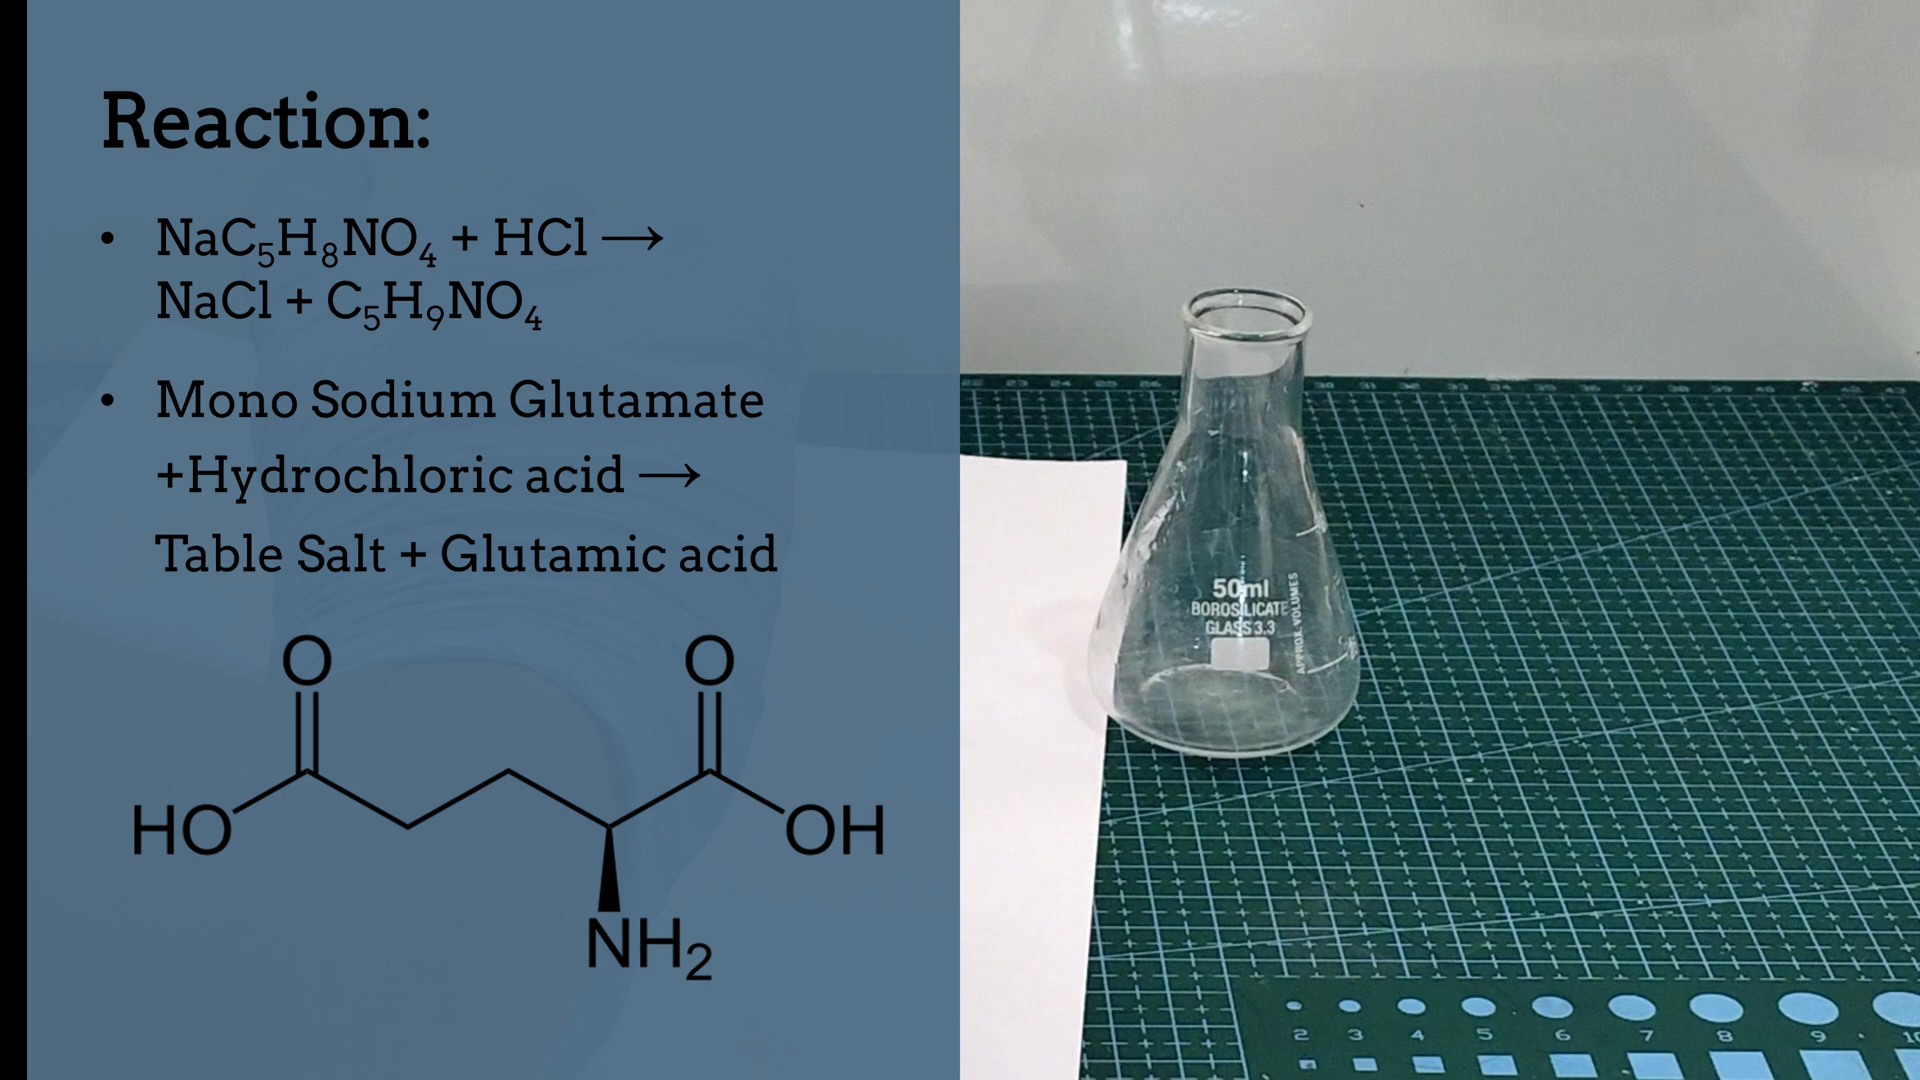 Reaction:
• NaC₅H₈NO₄ + HCl →
NaCl + C₅H₉NO₄
• Mono Sodium Glutamate
+Hydrochloric acid →
Table Salt + Glutamic acid
O O
HO OH
NH₂
50ml
BOROSILICATE
GLASS 3.3
APPROX. VOLUMES
2 3 4 5 6 7 8 9 10